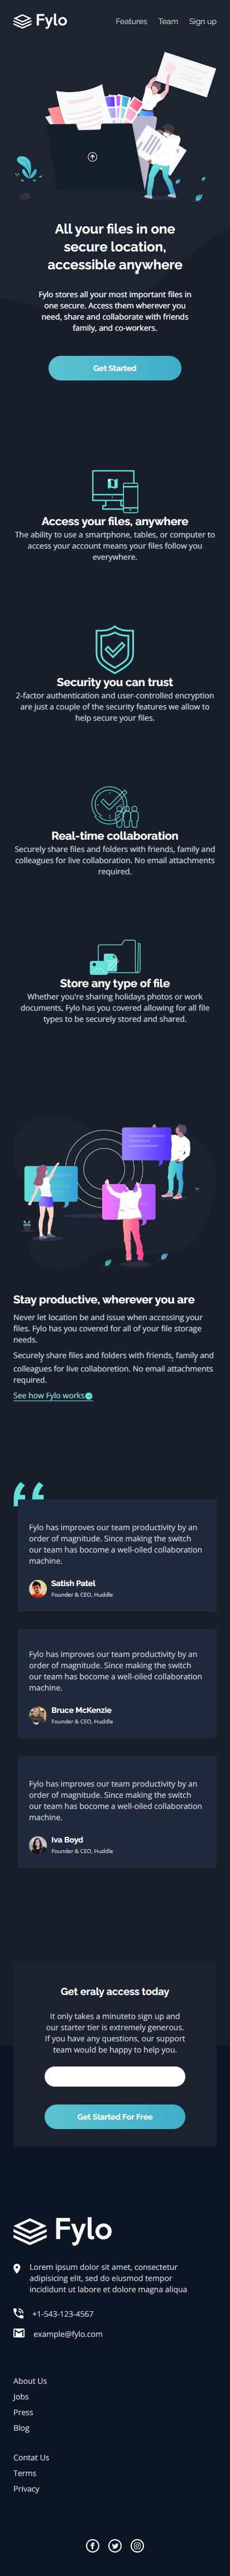 Fylo
Features Team Sign up
All your files in one
secure location,
accessible anywhere
Fylo stores all your most important files in
one secure. Access them wherever you
need, share and collaborate with friends
family, and co-workers.
Get Started
Access your files, anywhere
The ability to use a smartphone, tables, or computer to
access your account means your files follow you
everywhere.
Security you can trust
2-factor authentication and user-controlled encryption
are just a couple of the security features we allow to
help secure your files.
Real-time collaboration
Securely share files and folders with friends, family and
colleagues for live collaboration. No email attachments
required.
Store any type of file
Whether you're sharing holidays photos or work
documents, Fylo has you covered allowing for all file
types to be securely stored and shared.
Stay productive, wherever you are
Never let location be and issue when accessing your
files. Fylo has you covered for all of your file storage
needs.
Securely share files and folders with friends, family and
colleagues for live collaboretion. No email attachments
required.
See how Fylo works
Fylo has improves our team productivity by an
order of magnitude. Since making the switch
our team has become a well-oiled collaboration
machine.
Satish Patel
Founder & CEO, Huddle
Fylo has improves our team productivity by an
order of magnitude. Since making the switch
our team has become a well-oiled collaboration
machine.
Bruce McKenzie
Founder & CEO, Huddle
Fylo has improves our team productivity by an
order of magnitude. Since making the switch
our team has become a well-oiled collaboration
machine.
Iva Boyd
Founder & CEO, Huddle
Get eraly access today
It only takes a minuteto sign up and
our starter tier is extremely generous.
If you have any questions, our support
team would be happy to help you.
Get Started For Free
Fylo
Lorem ipsum dolor sit amet, consectetur
adipisicing elit, sed do eiusmod tempor
incididunt ut labore et dolore magna aliqua
+1-543-123-4567
example@fylo.com
About Us
Jobs
Press
Blog
Contat Us
Terms
Privacy